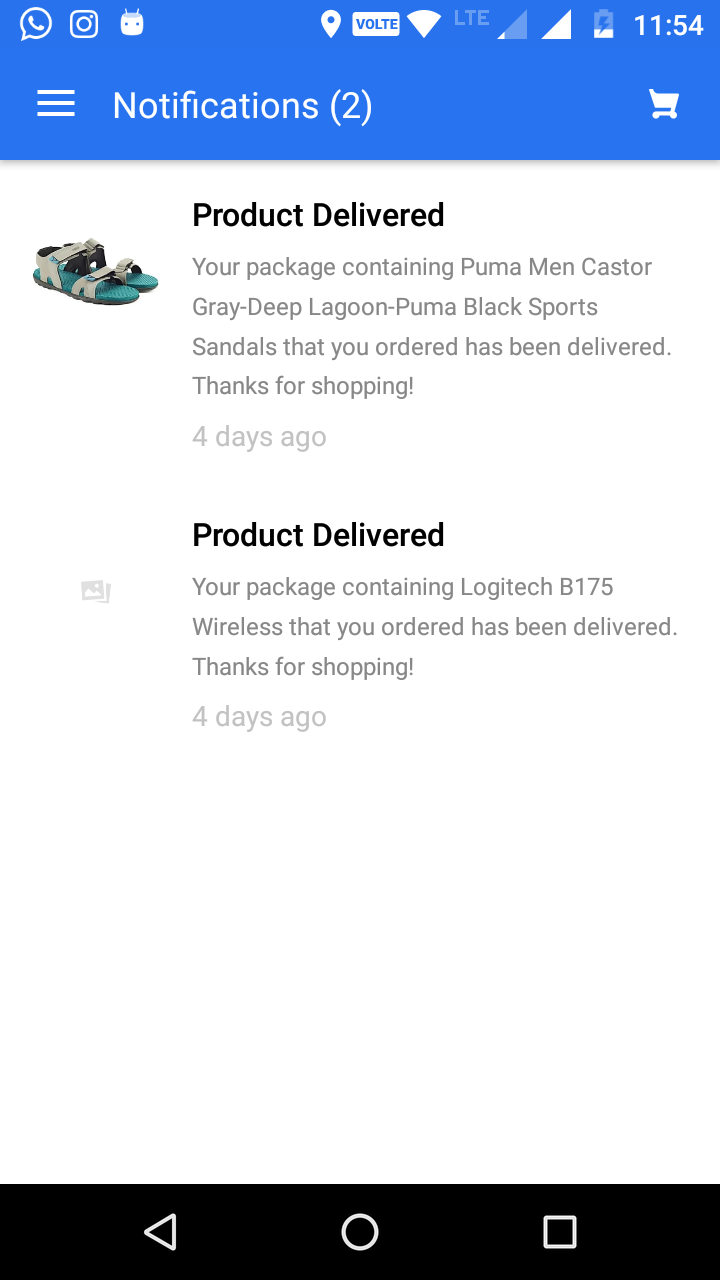 VOLTE LTE 11:54
Notifications (2)
Product Delivered
Your package containing Puma Men Castor
Gray-Deep Lagoon-Puma Black Sports
Sandals that you ordered has been delivered.
Thanks for shopping!
4 days ago
Product Delivered
Your package containing Logitech B175
Wireless that you ordered has been delivered.
Thanks for shopping!
4 days ago